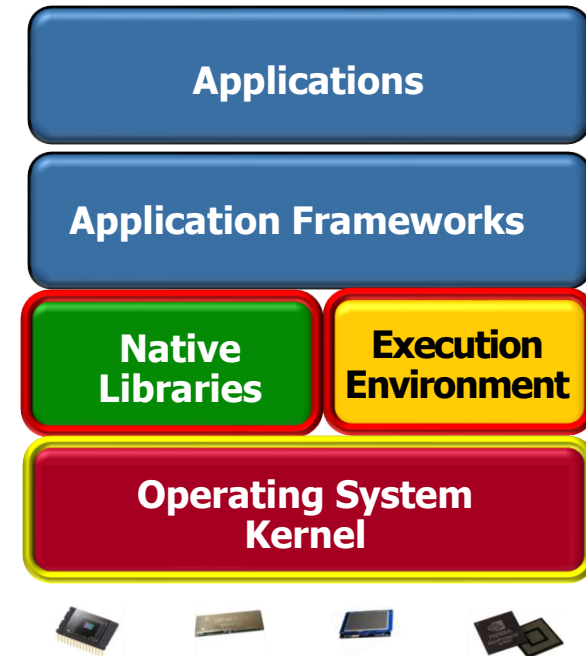 Applications
Application Frameworks
Native
Libraries
Execution
Environment
Operating System
Kernel